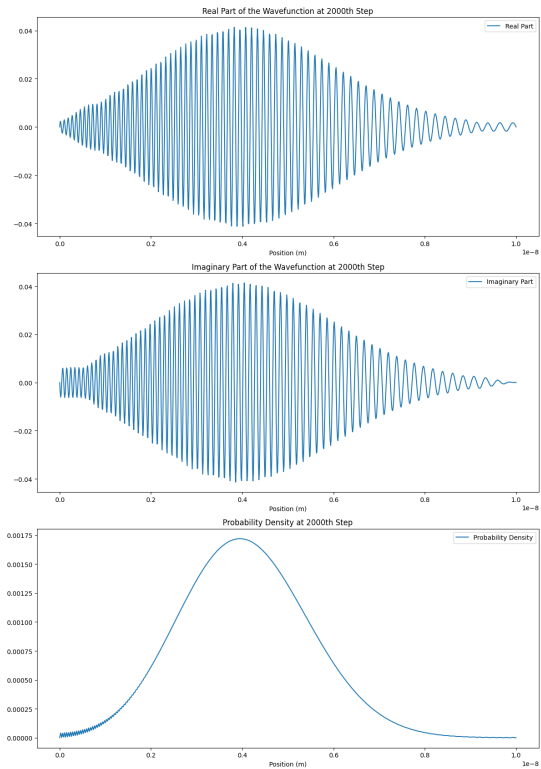 Real Part of the Wavefunction at 2000th Step
Real Part
0.04
0.02
0.00
−0.02
−0.04
0.0 0.2 0.4 0.6 0.8 1.0
Position (m)
1e−8
Imaginary Part of the Wavefunction at 2000th Step
Imaginary Part
0.04
0.02
0.00
−0.02
−0.04
0.0 0.2 0.4 0.6 0.8 1.0
Position (m)
1e−8
Probability Density at 2000th Step
Probability Density
0.00175
0.00150
0.00125
0.00100
0.00075
0.00050
0.00025
0.00000
0.0 0.2 0.4 0.6 0.8 1.0
Position (m)
1e−8